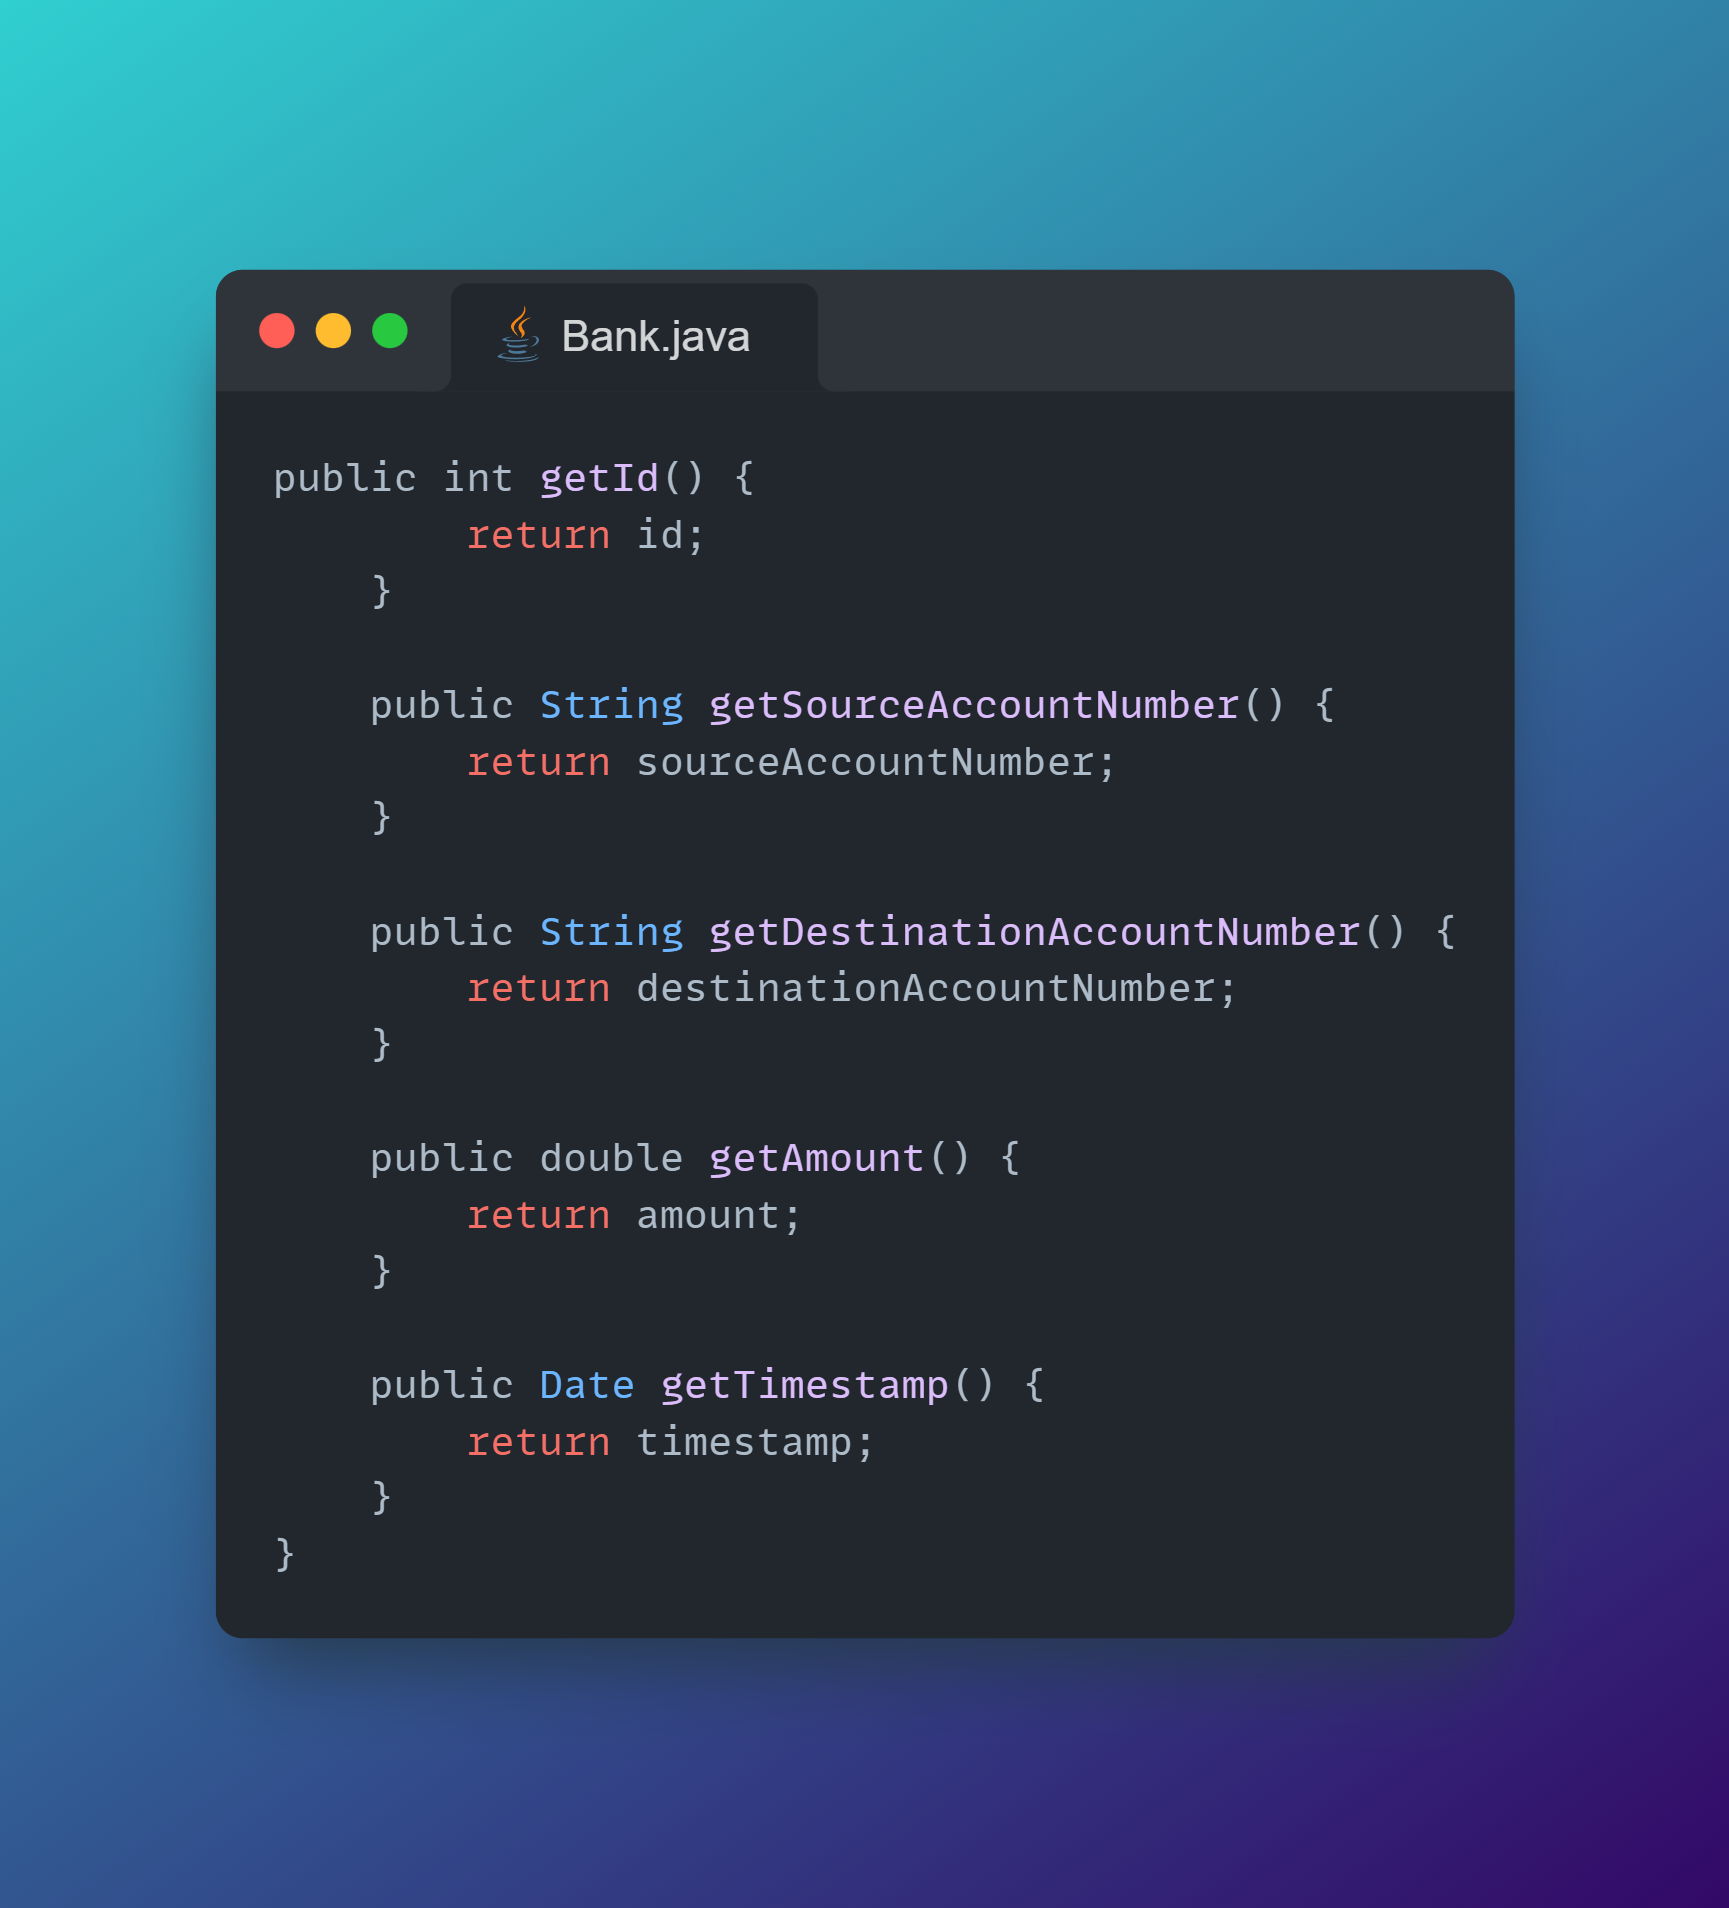 Bank.java
public int getId() {
        return id;
    }

    public String getSourceAccountNumber() {
        return sourceAccountNumber;
    }

    public String getDestinationAccountNumber() {
        return destinationAccountNumber;
    }

    public double getAmount() {
        return amount;
    }

    public Date getTimestamp() {
        return timestamp;
    }
}